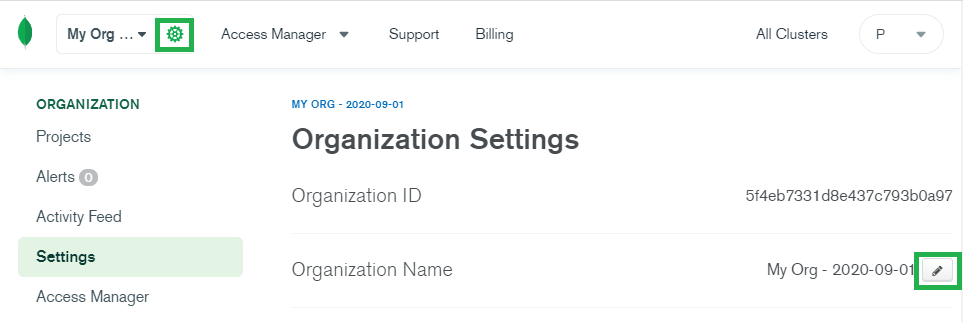 My Org ... Access Manager Support Billing All Clusters P
ORGANIZATION
Projects
Alerts 0
Activity Feed
Settings
Access Manager
MY ORG - 2020-09-01
Organization Settings
Organization ID 5f4eb7331d8e437c793b0a97
Organization Name My Org - 2020-09-01